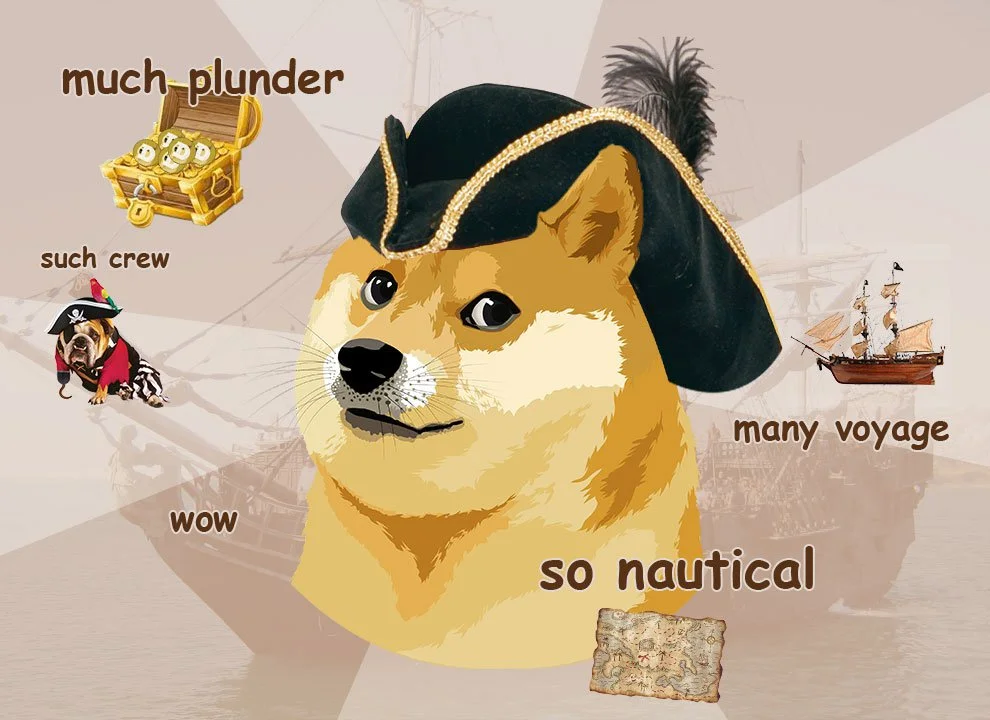 much plunder
such crew
many voyage
wow
so nautical